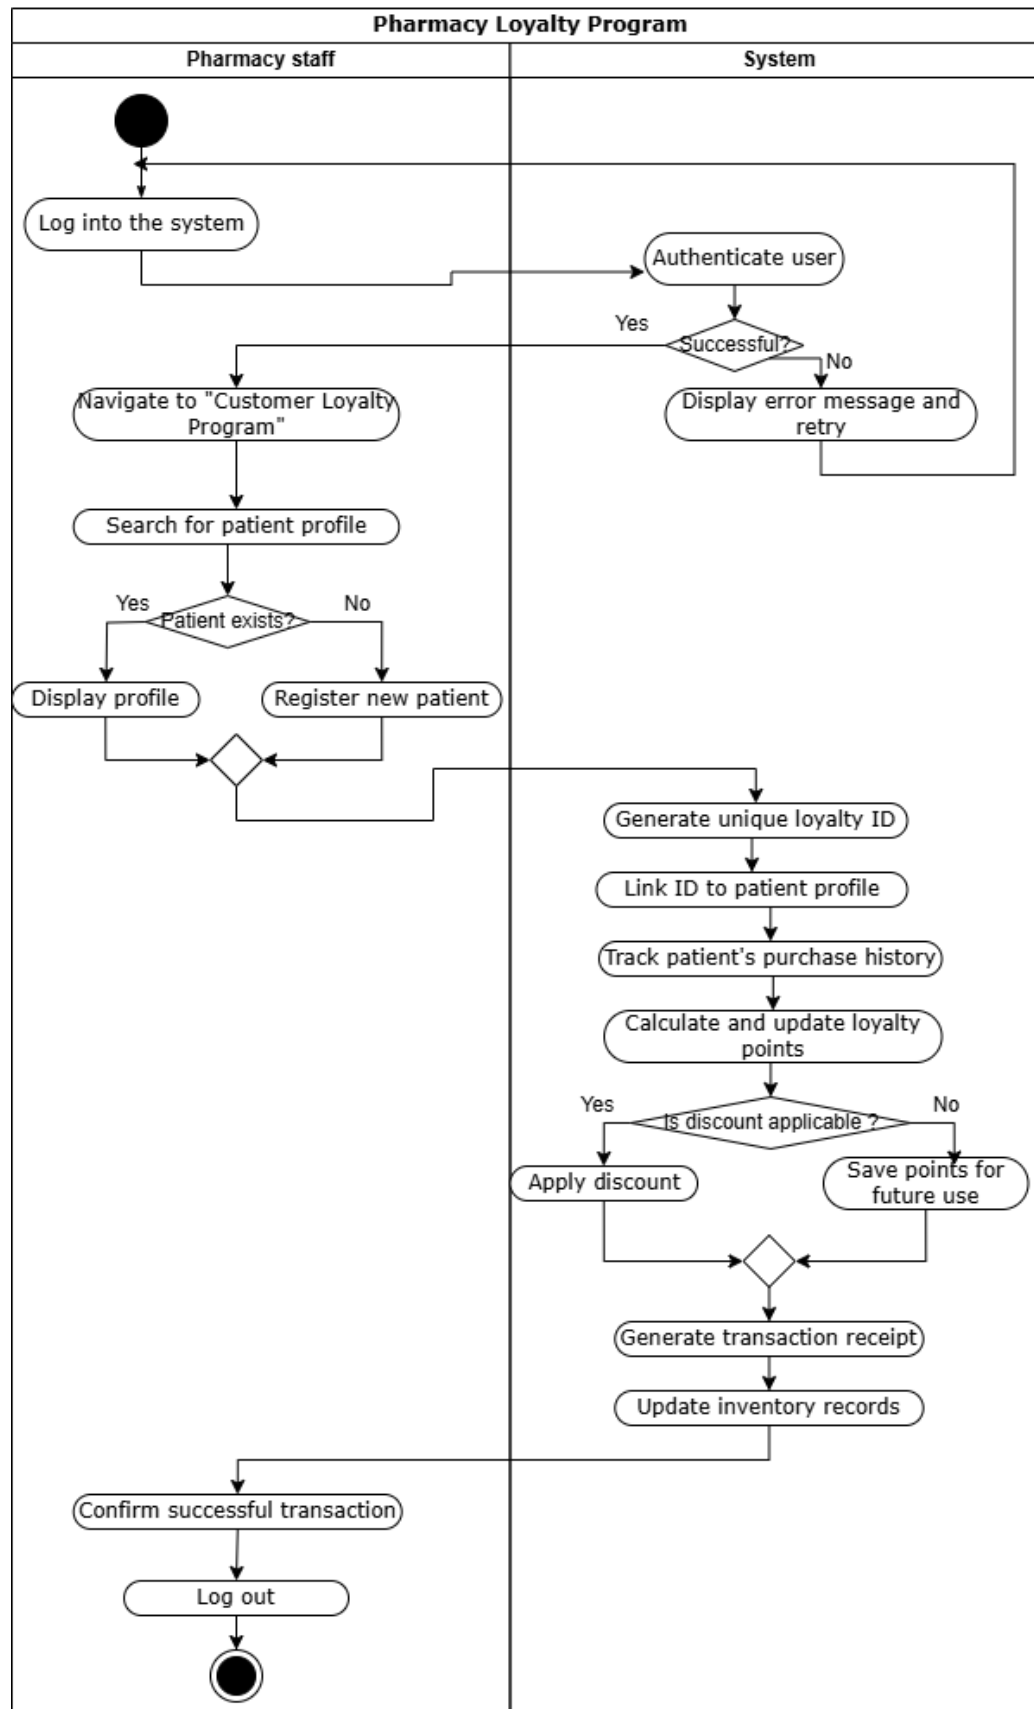 Pharmacy Loyalty Program
Pharmacy staff
System
Log into the system
Authenticate user
Yes
Successful?
No
Navigate to "Customer Loyalty
Program"
Display error message and
retry
Search for patient profile
Yes
Patient exists?
No
Display profile
Register new patient
Generate unique loyalty ID
Link ID to patient profile
Track patient's purchase history
Calculate and update loyalty
points
Yes
Is discount applicable ?
No
Apply discount
Save points for
future use
Generate transaction receipt
Update inventory records
Confirm successful transaction
Log out